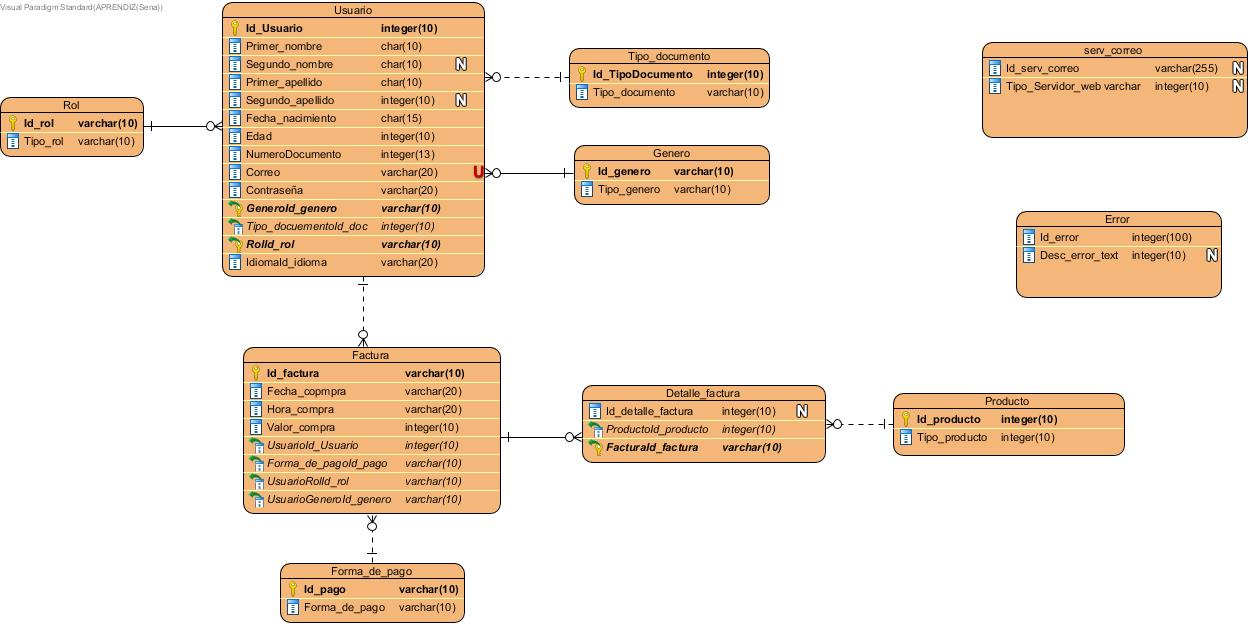 Visual Paradigm Standard(APRENDIZ(Sena))
Usuario
Id_Usuario integer(10)
Primer_nombre char(10)
Segundo_nombre char(10) N
Primer_apellido char(10)
Segundo_apellido integer(10) N
Fecha_nacimiento char(15)
Edad integer(10)
NumeroDocumento integer(13)
Correo varchar(20) U
Contraseña varchar(20)
GeneroId_genero varchar(10)
Tipo_docuementoId_doc integer(10)
RolId_rol varchar(10)
IdiomaId_idioma varchar(20)
Tipo_documento
Id_TipoDocumento integer(10)
Tipo_documento varchar(10)
serv_correo
Id_serv_correo varchar(255) N
Tipo_Servidor_web varchar integer(10) N
Rol
Id_rol varchar(10)
Tipo_rol varchar(10)
Genero
Id_genero varchar(10)
Tipo_genero varchar(10)
Error
Id_error integer(100)
Desc_error_text integer(10) N
Factura
Id_factura varchar(10)
Fecha_copmpra varchar(20)
Hora_compra varchar(20)
Valor_compra integer(10)
UsuarioId_Usuario integer(10)
Forma_de_pagoId_pago varchar(10)
UsuarioRolId_rol varchar(10)
UsuarioGeneroId_genero varchar(10)
Detalle_factura
Id_detalle_factura integer(10) N
ProductoId_producto integer(10)
FacturaId_factura varchar(10)
Producto
Id_producto integer(10)
Tipo_producto integer(10)
Forma_de_pago
Id_pago varchar(10)
Forma_de_pago varchar(10)